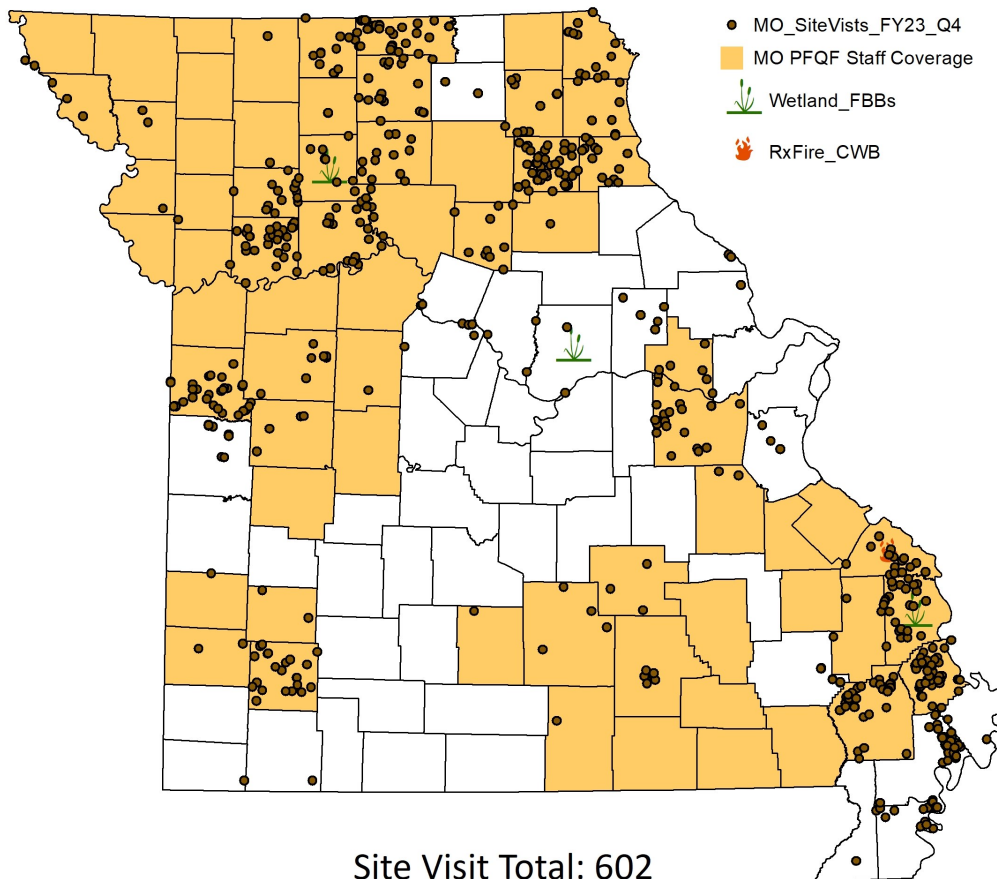 MO_SiteVists_FY23_Q4
MO PFQF Staff Coverage
Wetland_FBBs
RxFire_CWB
Site Visit Total: 602